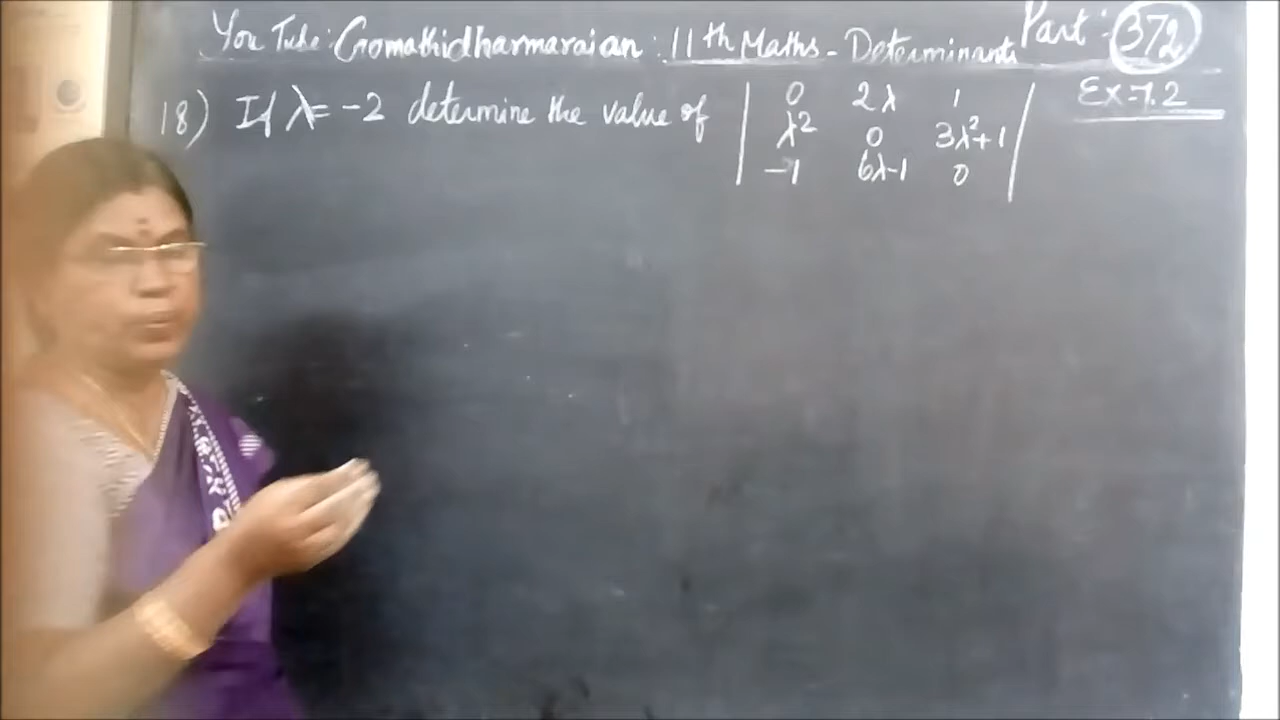 You Tube: Gomathidharmarajan: 11th Maths - Determinants Part: 372
18) If λ = -2 determine the value of | 0 2λ 1 | Ex-7.2
| λ² 0 3λ²+1 |
| -1 6λ-1 0 |